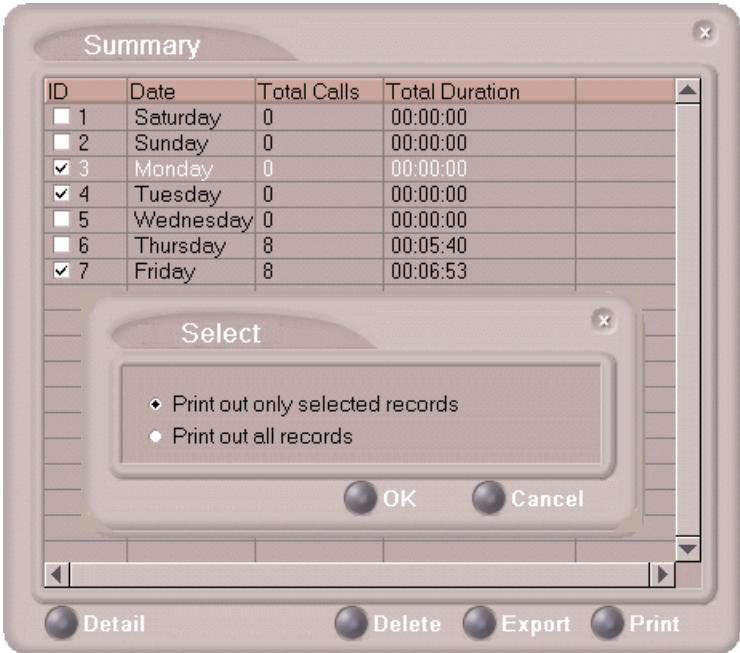 Summary
ID Date Total Calls Total Duration
1 Saturday 0 00:00:00
2 Sunday 0 00:00:00
3 Monday 0 00:00:00
4 Tuesday 0 00:00:00
5 Wednesday 0 00:00:00
6 Thursday 8 00:05:40
7 Friday 8 00:06:53
Select
Print out only selected records
Print out all records
OK Cancel
Detail Delete Export Print